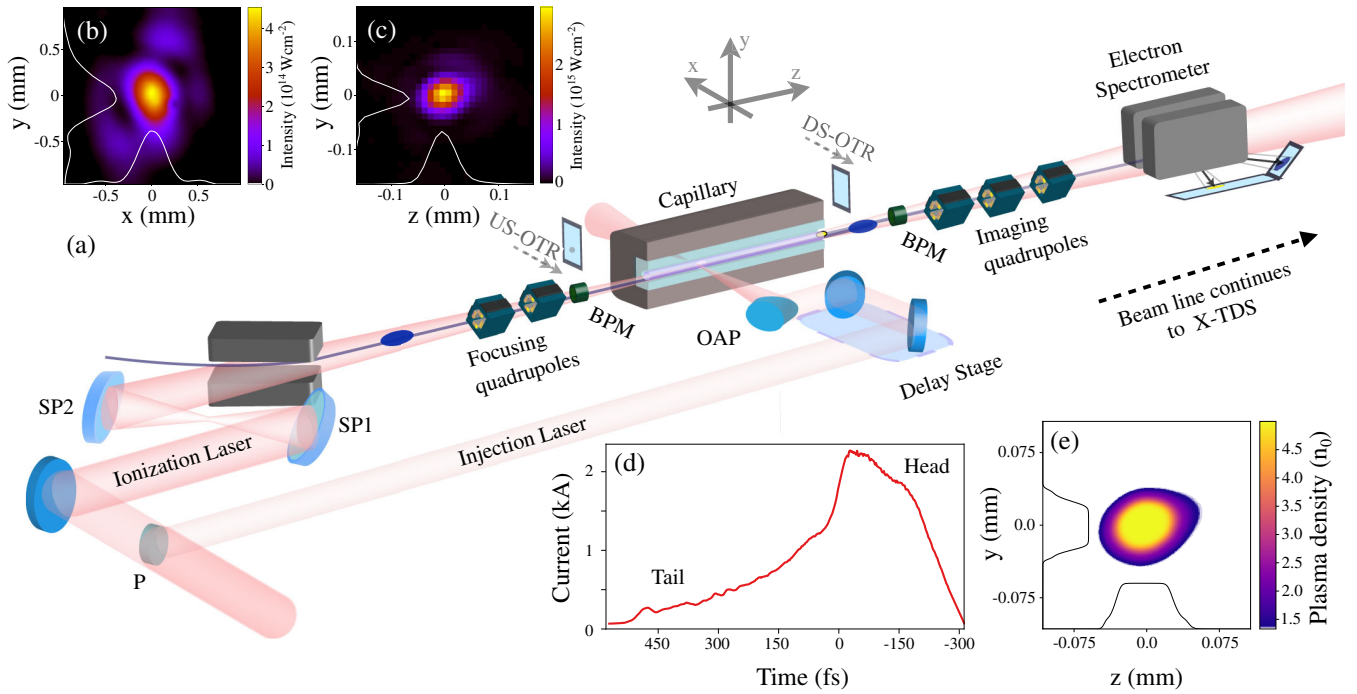 (b)
y (mm)
0.5
0
-0.5
-0.5
0
0.5
x (mm)
4
3
2
1
0
Intensity (10¹⁴ Wcm⁻²)
(c)
y (mm)
0.1
0
-0.1
-0.1
0
0.1
z (mm)
2
1
0
Intensity (10¹⁵ Wcm⁻²)
y
x
z
Electron
Spectrometer
DS-OTR
Capillary
US-OTR
BPM
Imaging
quadrupoles
(a)
BPM
OAP
Beam line continues
to X-TDS
Focusing
quadrupoles
Delay Stage
SP2
SP1
Ionization Laser
Injection Laser
P
(d)
Head
Tail
Current (kA)
2
1
0
450
300
150
0
-150
-300
Time (fs)
(e)
y (mm)
0.075
0.0
-0.075
-0.075
0.0
0.075
z (mm)
4.5
4.0
3.5
3.0
2.5
2.0
1.5
Plasma density (n₀)